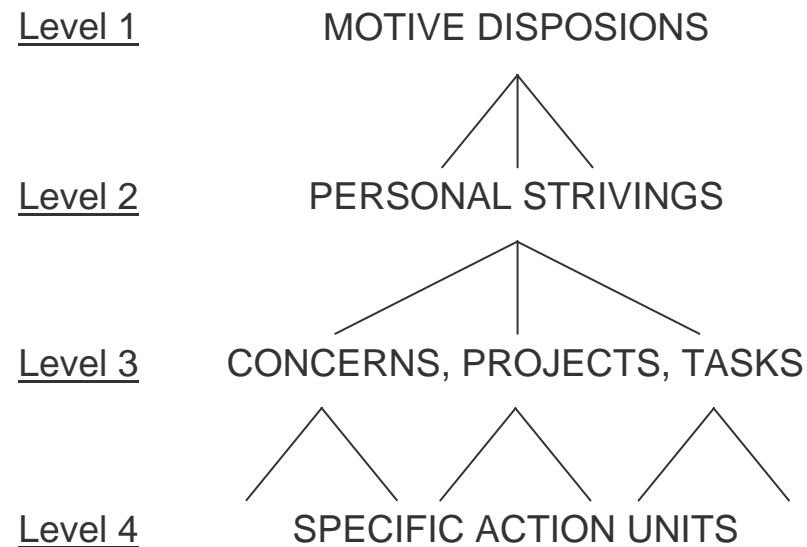 Level 1 MOTIVE DISPOSIONS
Level 2 PERSONAL STRIVINGS
Level 3 CONCERNS, PROJECTS, TASKS
Level 4 SPECIFIC ACTION UNITS